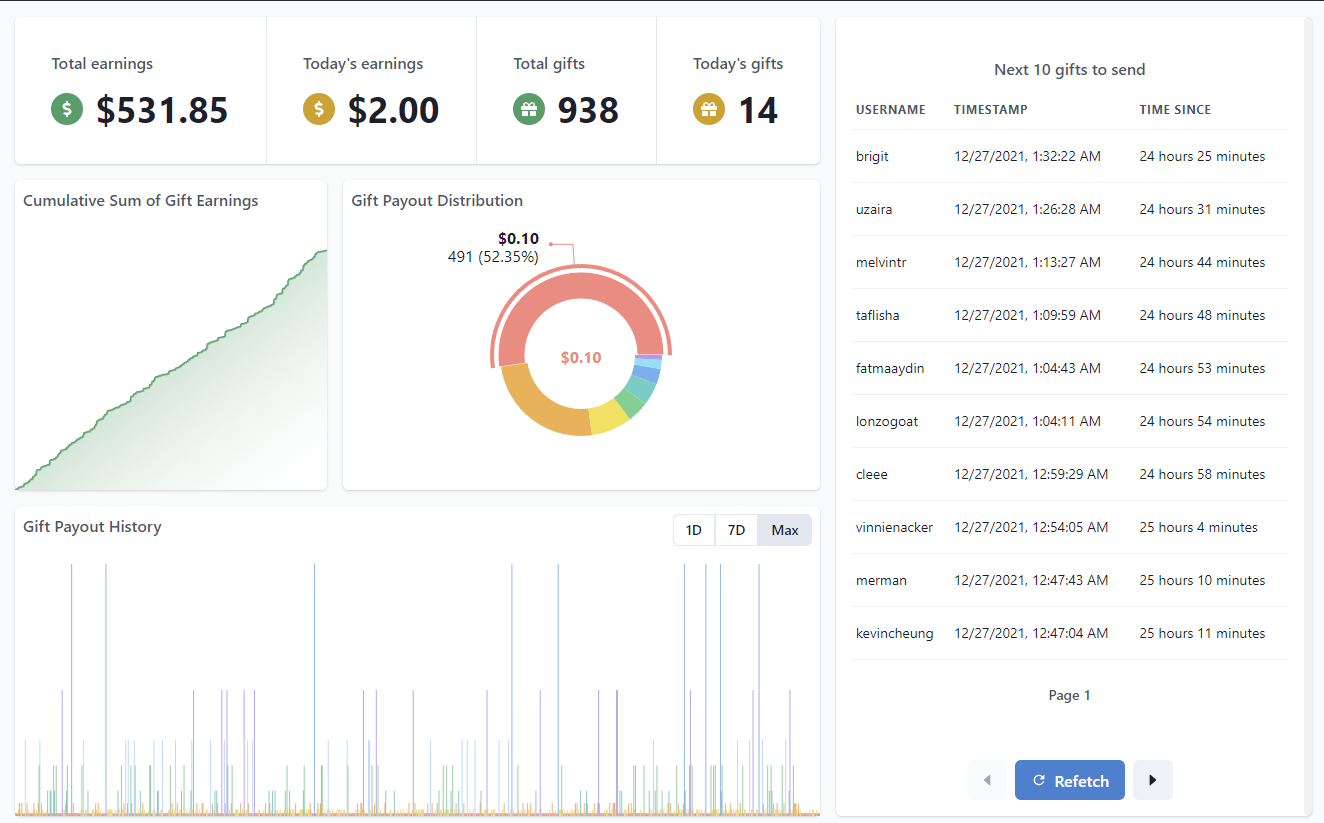 Total earnings
$531.85
Today's earnings
$2.00
Total gifts
938
Today's gifts
14
Cumulative Sum of Gift Earnings
Gift Payout Distribution
$0.10
491 (52.35%)
$0.10
Gift Payout History
1D 7D Max
Next 10 gifts to send
USERNAME TIMESTAMP TIME SINCE
brigit 12/27/2021, 1:32:22 AM 24 hours 25 minutes
uzaira 12/27/2021, 1:26:28 AM 24 hours 31 minutes
melvintr 12/27/2021, 1:13:27 AM 24 hours 44 minutes
taflisha 12/27/2021, 1:09:59 AM 24 hours 48 minutes
fatmaaydin 12/27/2021, 1:04:43 AM 24 hours 53 minutes
lonzogoat 12/27/2021, 1:04:11 AM 24 hours 54 minutes
cleee 12/27/2021, 12:59:29 AM 24 hours 58 minutes
vinnienacker 12/27/2021, 12:54:05 AM 25 hours 4 minutes
merman 12/27/2021, 12:47:43 AM 25 hours 10 minutes
kevincheung 12/27/2021, 12:47:04 AM 25 hours 11 minutes
Page 1
Refetch